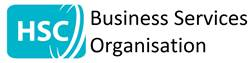 HSC
Business Services
Organisation